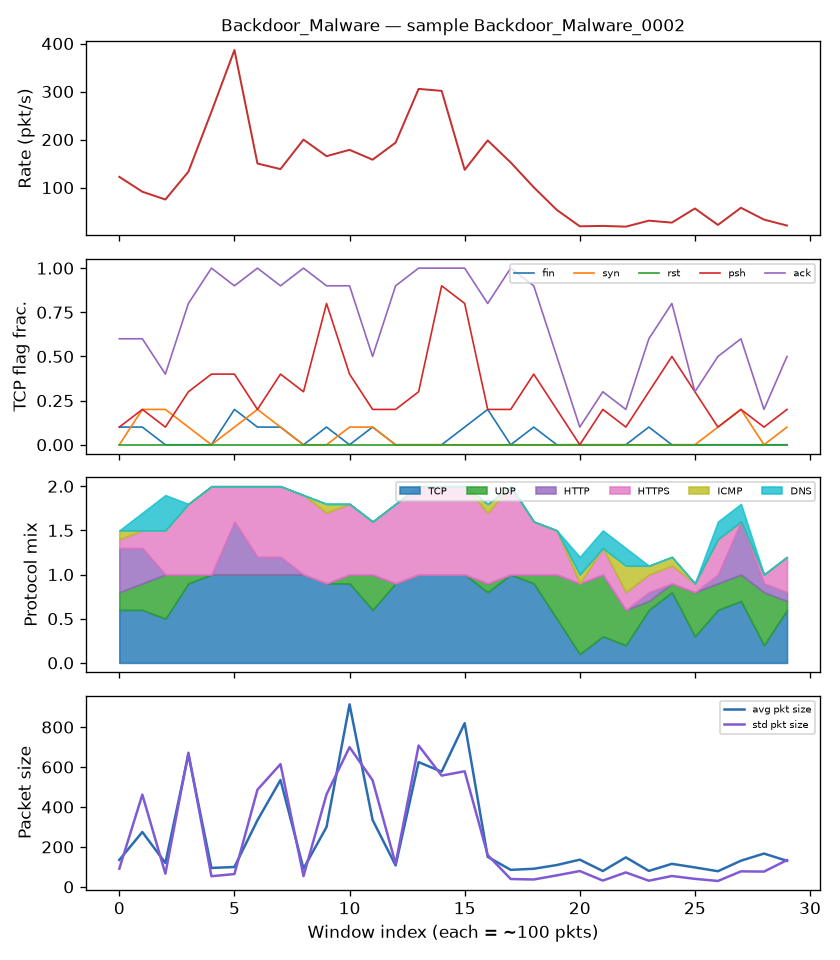 Backdoor_Malware — sample Backdoor_Malware_0002
400
300
200
100
Rate (pkt/s)
1.00
0.75
0.50
0.25
0.00
TCP flag frac.
fin syn rst psh ack
2.0
1.5
1.0
0.5
0.0
Protocol mix
TCP UDP HTTP HTTPS ICMP DNS
800
600
400
200
0
Packet size
avg pkt size
std pkt size
0 5 10 15 20 25 30
Window index (each = ~100 pkts)